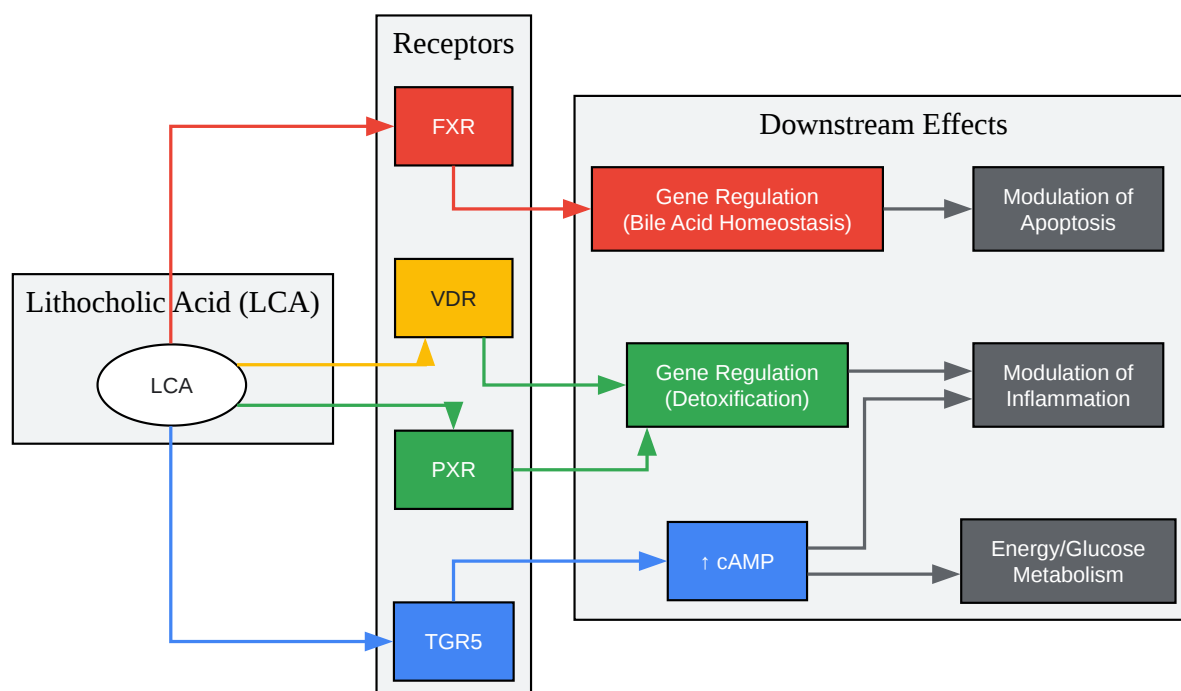 Receptors
FXR
Downstream Effects
Gene Regulation
(Bile Acid Homeostasis)
Modulation of
Apoptosis
Lithocholic Acid (LCA)
LCA
VDR
Gene Regulation
(Detoxification)
Modulation of
Inflammation
PXR
↑ cAMP
Energy/Glucose
Metabolism
TGR5